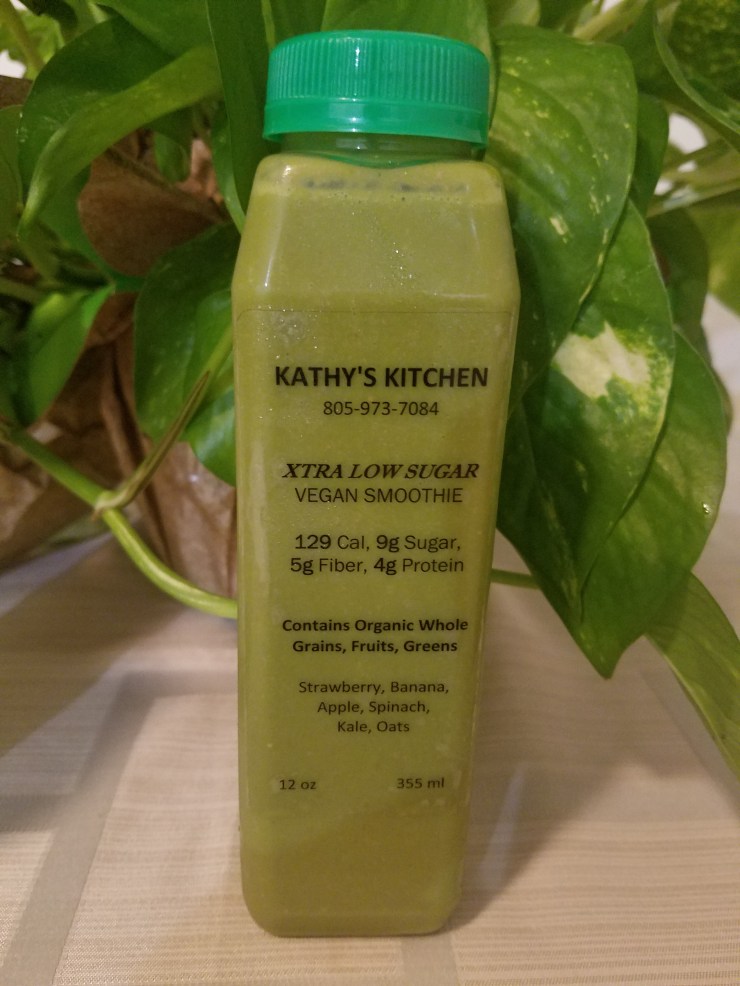 KATHY'S KITCHEN
805-973-7084
XTRA LOW SUGAR
VEGAN SMOOTHIE
129 Cal, 9g Sugar,
5g Fiber, 4g Protein
Contains Organic Whole
Grains, Fruits, Greens
Strawberry, Banana,
Apple, Spinach,
Kale, Oats
12 oz 355 ml